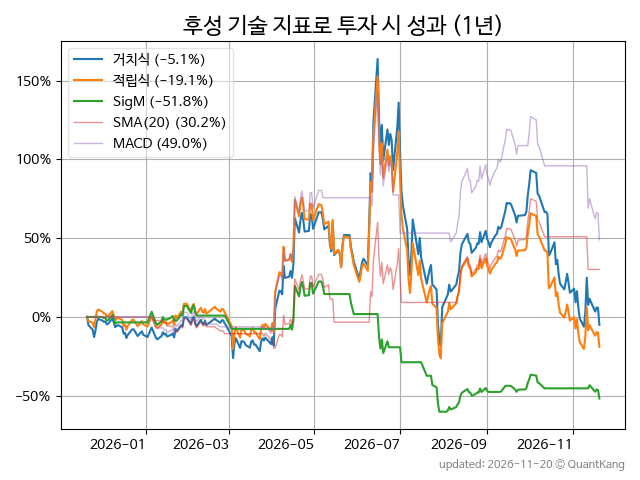 후성 기술 지표로 투자 시 성과 (1년)
거치식 (−5.1%)
적립식 (−19.1%)
SigM (−51.8%)
SMA(20) (30.2%)
MACD (49.0%)
150%
100%
50%
0%
−50%
2026-01 2026-03 2026-05 2026-07 2026-09 2026-11
updated: 2026-11-20 © QuantKang